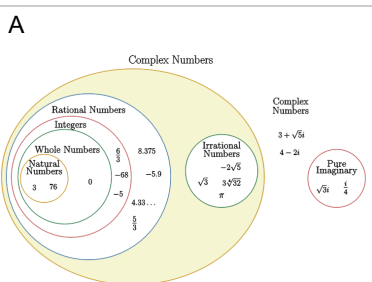 A
Complex Numbers
Rational Numbers
Integers
Whole Numbers
Natural
Numbers
1
3 76
0
6/3
-68
-5
8.375
-5.9
4.33...
5/3
Irrational
Numbers
-2√5
√3
3∜32
π
Complex
Numbers
3 + √5i
4 - 2i
Pure
Imaginary
√3i
i/4